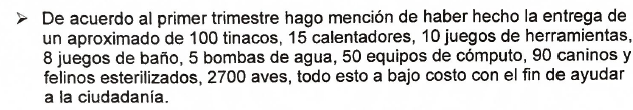 ➢ De acuerdo al primer trimestre hago mención de haber hecho la entrega de
un aproximado de 100 tinacos, 15 calentadores, 10 juegos de herramientas,
8 juegos de baño, 5 bombas de agua, 50 equipos de cómputo, 90 caninos y
felinos esterilizados, 2700 aves, todo esto a bajo costo con el fin de ayudar
a la ciudadanía.